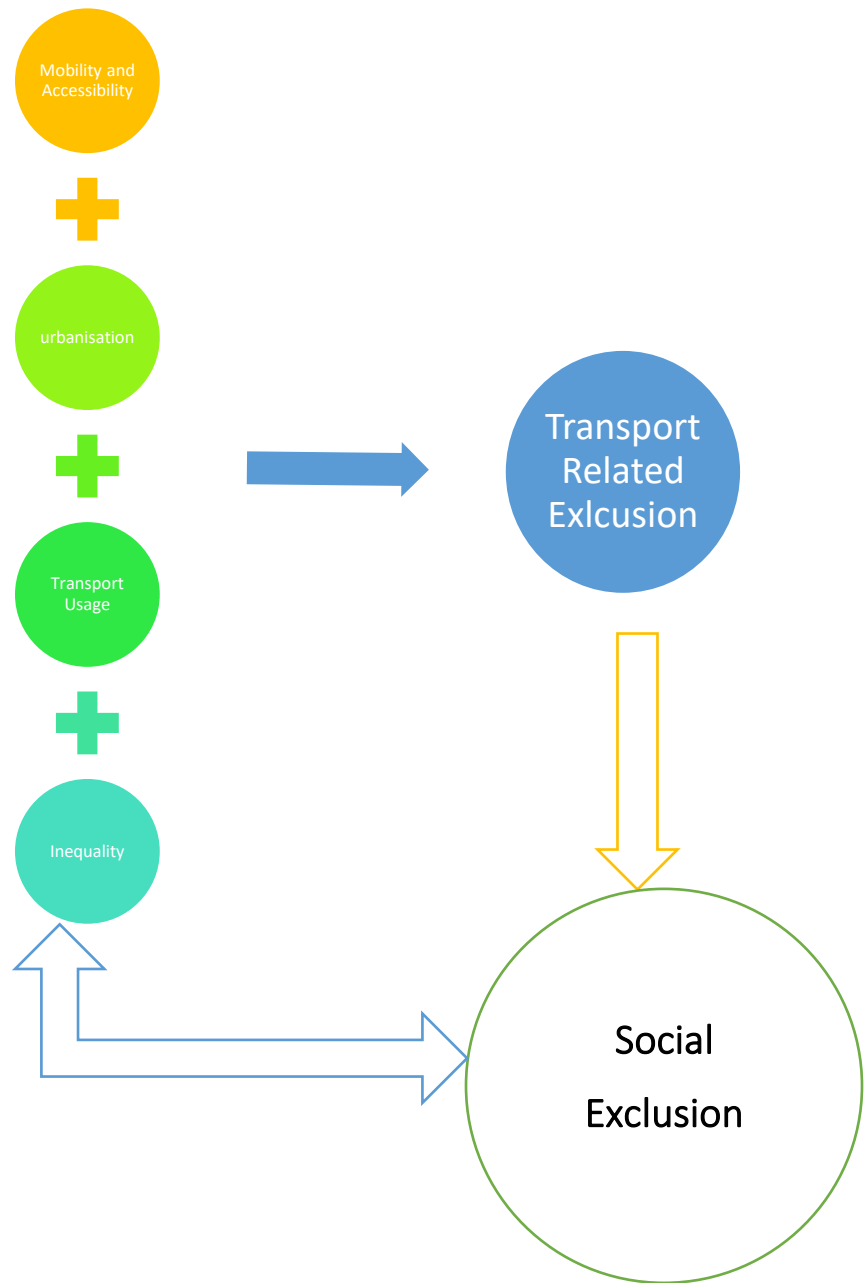 Mobility and
Accessibility
urbanisation
Transport
Usage
Inequality
Transport
Related
Exlcusion
Social
Exclusion